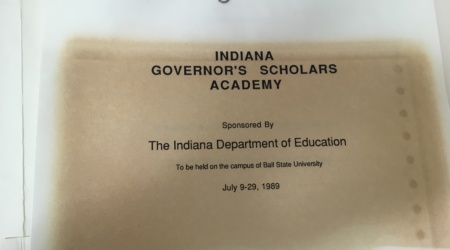 INDIANA
GOVERNOR'S SCHOLARS
ACADEMY
Sponsored By
The Indiana Department of Education
To be held on the campus of Ball State University
July 9-29, 1989